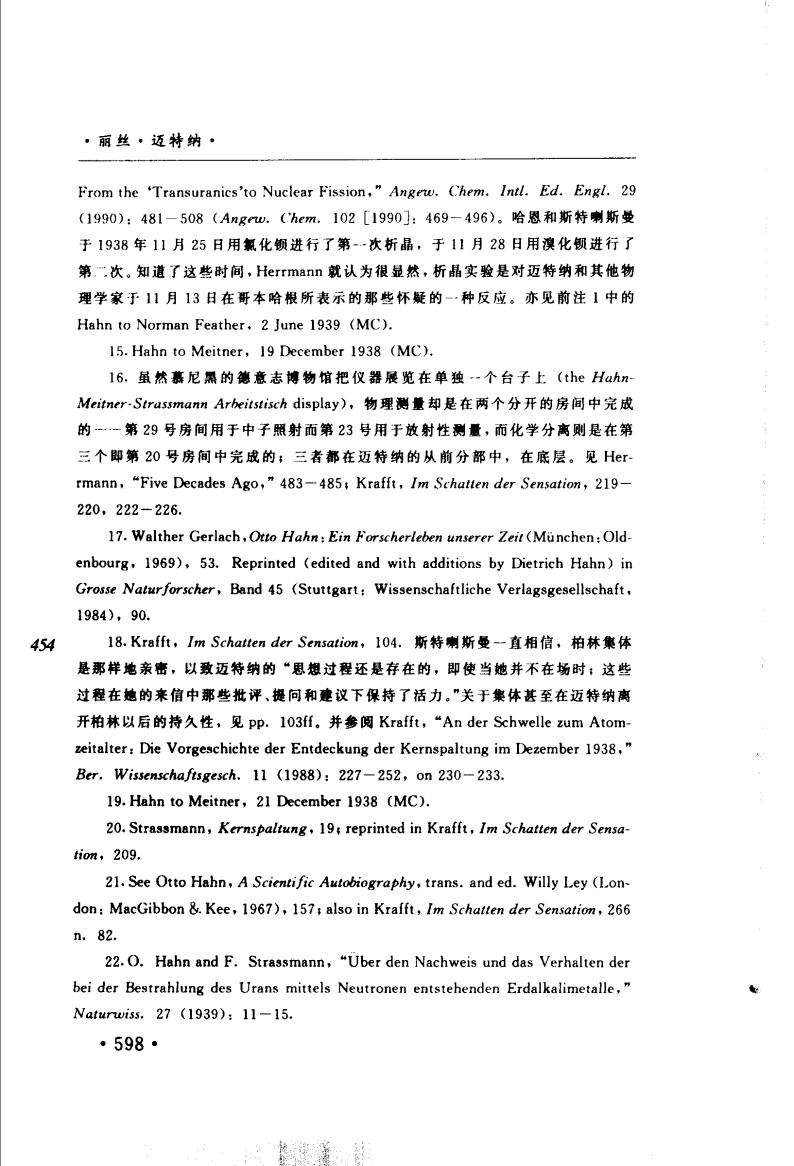 ·丽丝·迈特纳·
From the ‘Transuranics’to Nuclear Fission,” Angew. Chem. Intl. Ed. Engl. 29
(1990): 481—508 (Angew. Chem. 102 [1990]: 469—496)。哈恩和斯特喇斯曼
于 1938 年 11 月 25 日用氯化钡进行了第一次析晶，于 11 月 28 日用溴化钡进行了
第二次。知道了这些时间,Herrmann 就认为很显然,析晶实验是对迈特纳和其他物
理学家于 11 月 13 日在哥本哈根所表示的那些怀疑的一种反应。亦见前注 1 中的
Hahn to Norman Feather, 2 June 1939 (MC).
15. Hahn to Meitner, 19 December 1938 (MC).
16. 虽然慕尼黑的德意志博物馆把仪器展览在单独一个台子上 (the Hahn-
Meitner-Strassmann Arbeitstisch display)，物理测量却是在两个分开的房间中完成
的——第 29 号房间用于中子照射而第 23 号用于放射性测量,而化学分离则是在第
三个即第 20 号房间中完成的；三者都在迈特纳的从前分部中，在底层。见 Her-
rmann, “Five Decades Ago,” 483—485; Krafft, Im Schatten der Sensation, 219—
220, 222—226.
17. Walther Gerlach, Otto Hahn: Ein Forscherleben unserer Zeit (München: Old-
enbourg, 1969), 53. Reprinted (edited and with additions by Dietrich Hahn) in
Grosse Naturforscher, Band 45 (Stuttgart: Wissenschaftliche Verlagsgesellschaft,
1984), 90.
454 18. Krafft, Im Schatten der Sensation, 104. 斯特喇斯曼一直相信，柏林集体
是那样地亲密，以致迈特纳的“思想过程还是存在的，即使当她并不在场时；这些
过程在她的来信中那些批评、提问和建议下保持了活力。”关于集体甚至在迈特纳离
开柏林以后的持久性，见 pp. 103ff。并参阅 Krafft, “An der Schwelle zum Atom-
zeitalter: Die Vorgeschichte der Entdeckung der Kernspaltung im Dezember 1938,”
Ber. Wissenschaftsgesch. 11 (1988): 227—252, on 230—233.
19. Hahn to Meitner, 21 December 1938 (MC).
20. Strassmann, Kernspaltung, 19; reprinted in Krafft, Im Schatten der Sensa-
tion, 209.
21. See Otto Hahn, A Scientific Autobiography, trans. and ed. Willy Ley (Lon-
don: MacGibbon & Kee, 1967), 157; also in Krafft, Im Schatten der Sensation, 266
n. 82.
22. O. Hahn and F. Strassmann, “Über den Nachweis und das Verhalten der
bei der Bestrahlung des Urans mittels Neutronen entstehenden Erdalkalimetalle,”
Naturwiss. 27 (1939): 11—15.
·598·